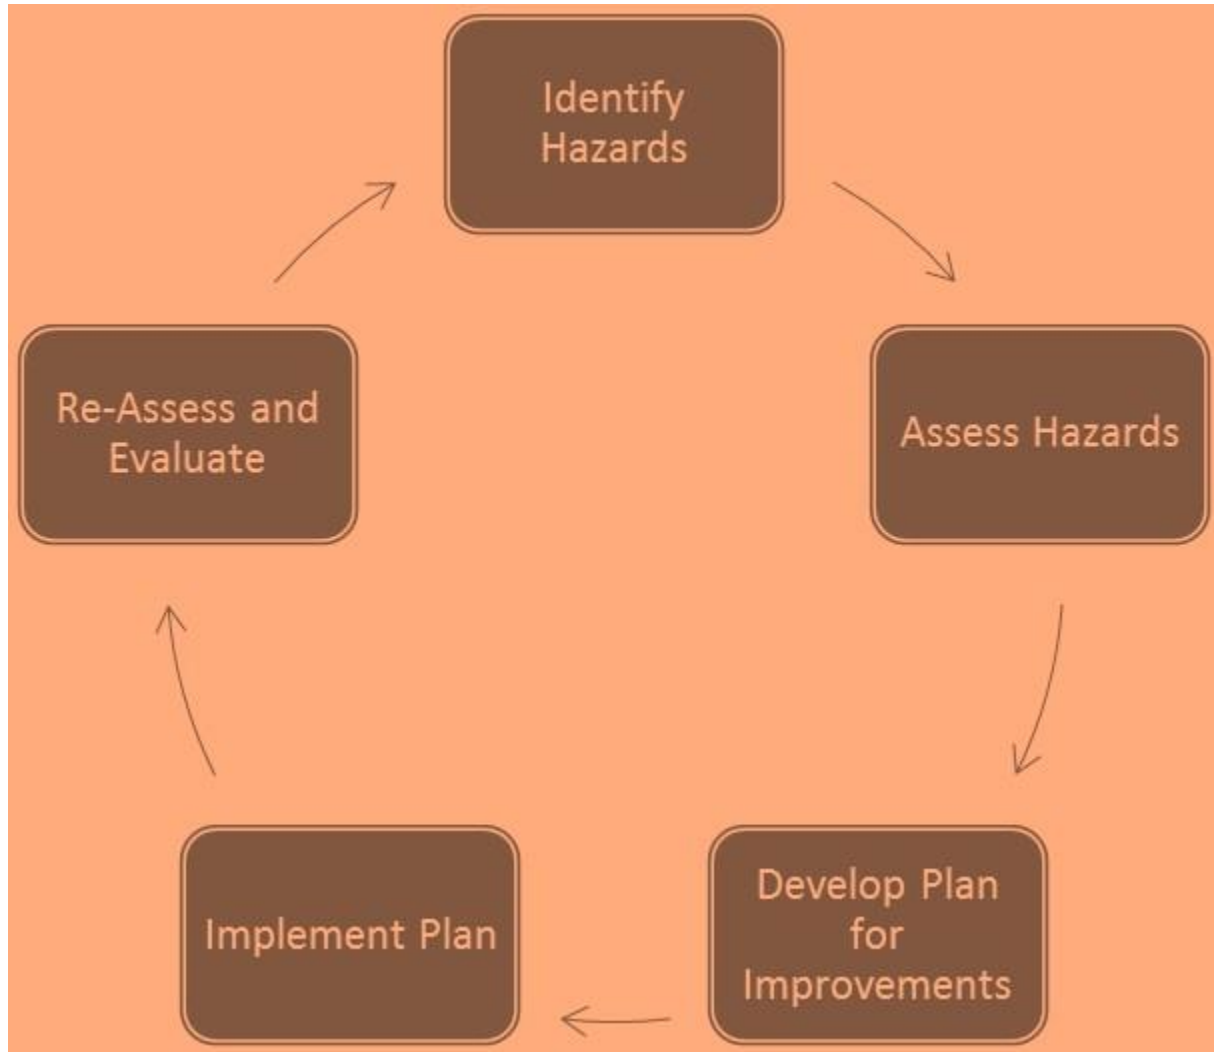 Identify
Hazards
Assess Hazards
Develop Plan
for
Improvements
Implement Plan
Re-Assess and
Evaluate